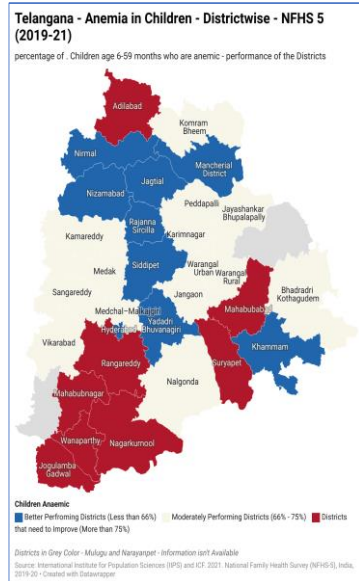 Telangana - Anemia in Children - Districtwise - NFHS 5
(2019-21)
percentage of . Children age 6-59 months who are anemic - performance of the Districts
Adilabad
Komram
Bheem
Nirmal
Mancherial
District
Nizamabad
Jagtial
Peddapalli
Rajanna
Sircilla
Karimnagar
Jayashankar
Bhupalapally
Kamareddy
Siddipet
Warangal
Urban
Warangal
Rural
Medak
Sangareddy
Jangaon
Mahububab
Bhadradri
Kothagudem
Medchal-Malkajgiri
Hyderabad
Yadadri
Bhuvanagiri
Vikarabad
Khammam
Suryapet
Rangareddy
Nalgonda
Mahabubnagar
Wanaparthy
Nagarkurnool
Jogulamba
Gadwal
Children Anaemic
Better Perfroming Districts (Less than 66%) Moderately Performing Districts (66% - 75%) Districts
that need to Improve (More than 75%)
Districts in Grey Color - Mulugu and Narayanpet - Information isn't Available
Source: International Institute for Population Sciences (IIPS) and ICF. 2021. National Family Health Survey (NFHS-5), India,
2019-20 • Created with Datawrapper